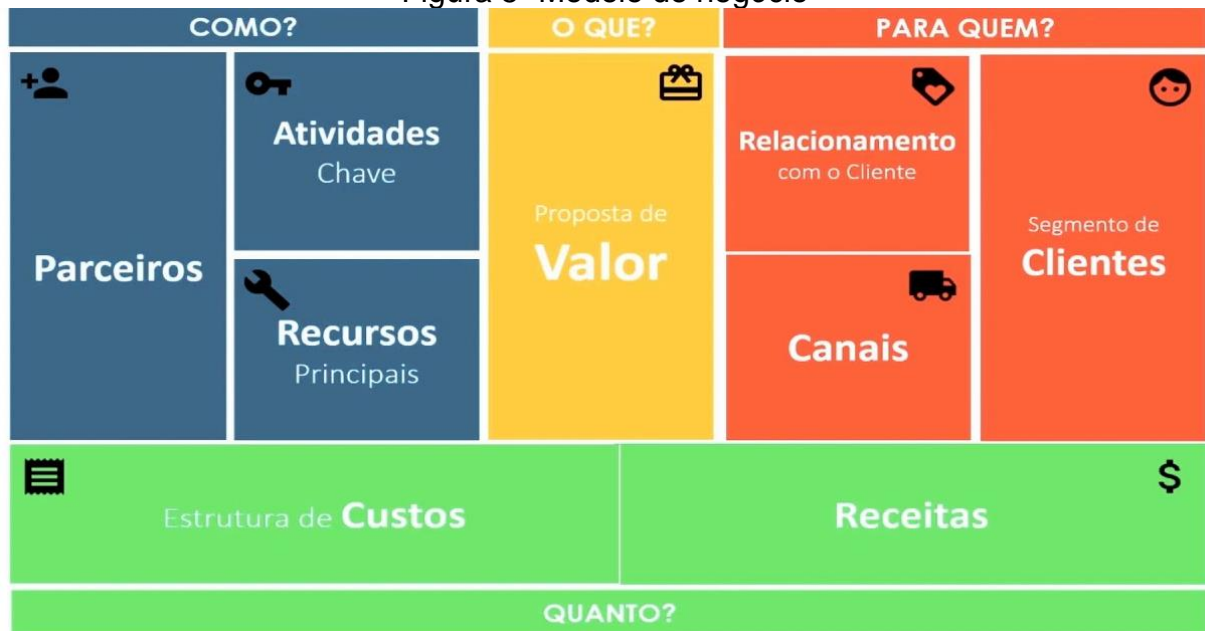 COMO?
O QUE?
PARA QUEM?
Parceiros
Atividades
Chave
Recursos
Principais
Proposta de
Valor
Relacionamento
com o Cliente
Canais
Segmento de
Clientes
Estrutura de Custos
Receitas
QUANTO?